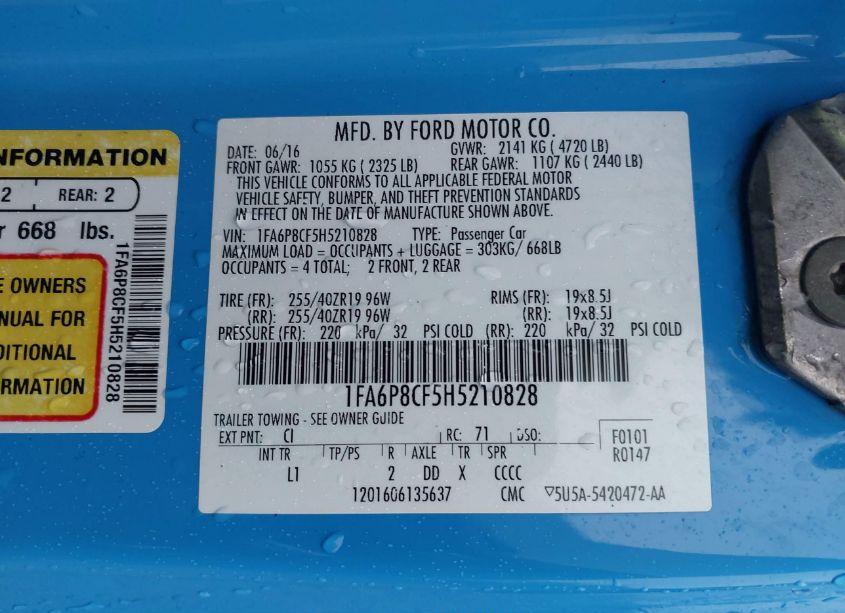 NFORMATION
2 REAR: 2
r 668 lbs.
E OWNERS
NUAL FOR
DITIONAL
ORMATION
1FA6P8CF5H5210828
MFD. BY FORD MOTOR CO.
DATE: 06/16 GVWR: 2141 KG ( 4720 LB)
FRONT GAWR: 1055 KG ( 2325 LB) REAR GAWR: 1107 KG ( 2440 LB)
THIS VEHICLE CONFORMS TO ALL APPLICABLE FEDERAL MOTOR
VEHICLE SAFETY, BUMPER, AND THEFT PREVENTION STANDARDS
IN EFFECT ON THE DATE OF MANUFACTURE SHOWN ABOVE.
VIN: 1FA6P8CF5H5210828 TYPE: Passenger Car
MAXIMUM LOAD = OCCUPANTS + LUGGAGE = 303KG/ 668LB
OCCUPANTS = 4 TOTAL; 2 FRONT, 2 REAR
TIRE (FR): 255/40ZR19 96W RIMS (FR): 19x8.5J
(RR): 255/40ZR19 96W (RR): 19x8.5J
PRESSURE (FR): 220 kPa/ 32 PSI COLD (RR): 220 kPa/ 32 PSI COLD
1FA6P8CF5H5210828
TRAILER TOWING - SEE OWNER GUIDE
EXT PNT: CI RC: 71 DSO: F0101
INT TR TP/PS R AXLE TR SPR R0147
L1 2 DD X CCCC
1201606135637 CMC ▽5U5A-5420472-AA